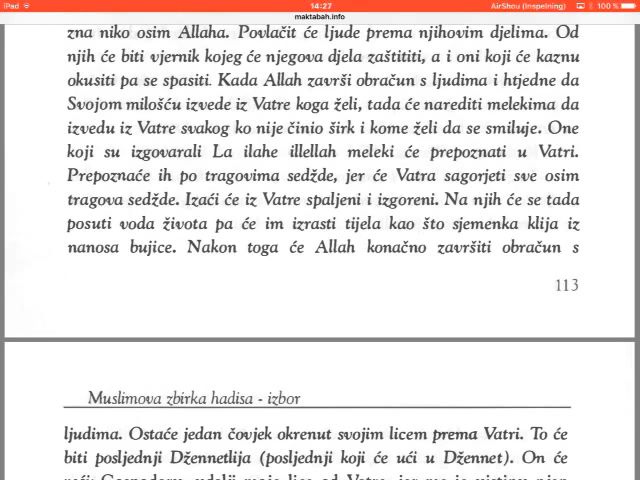 iPad 14:27 AirShou (Inspelning) 100 %
maktabah.info
zna niko osim Allaha. Povlačit će ljude prema njihovim djelima. Od
njih će biti vjernik kojeg će njegova djela zaštititi, a i oni koji će kaznu
okusiti pa se spasiti. Kada Allah završi obračun s ljudima i htjedne da
Svojom milošću izvede iz Vatre koga želi, tada će narediti melekima da
izvedu iz Vatre svakog ko nije činio širk i kome želi da se smiluje. One
koji su izgovarali La ilahe illellah meleki će prepoznati u Vatri.
Prepoznaće ih po tragovima sedžde, jer će Vatra sagorjeti sve osim
tragova sedžde. Izaći će iz Vatre spaljeni i izgoreni. Na njih će se tada
posuti voda života pa će im izrasti tijela kao što sjemenka klija iz
nanosa bujice. Nakon toga će Allah konačno završiti obračun s
113
Muslimova zbirka hadisa - izbor
ljudima. Ostaće jedan čovjek okrenut svojim licem prema Vatri. To će
biti posljednji Džennetlija (posljednji koji će ući u Džennet). On će